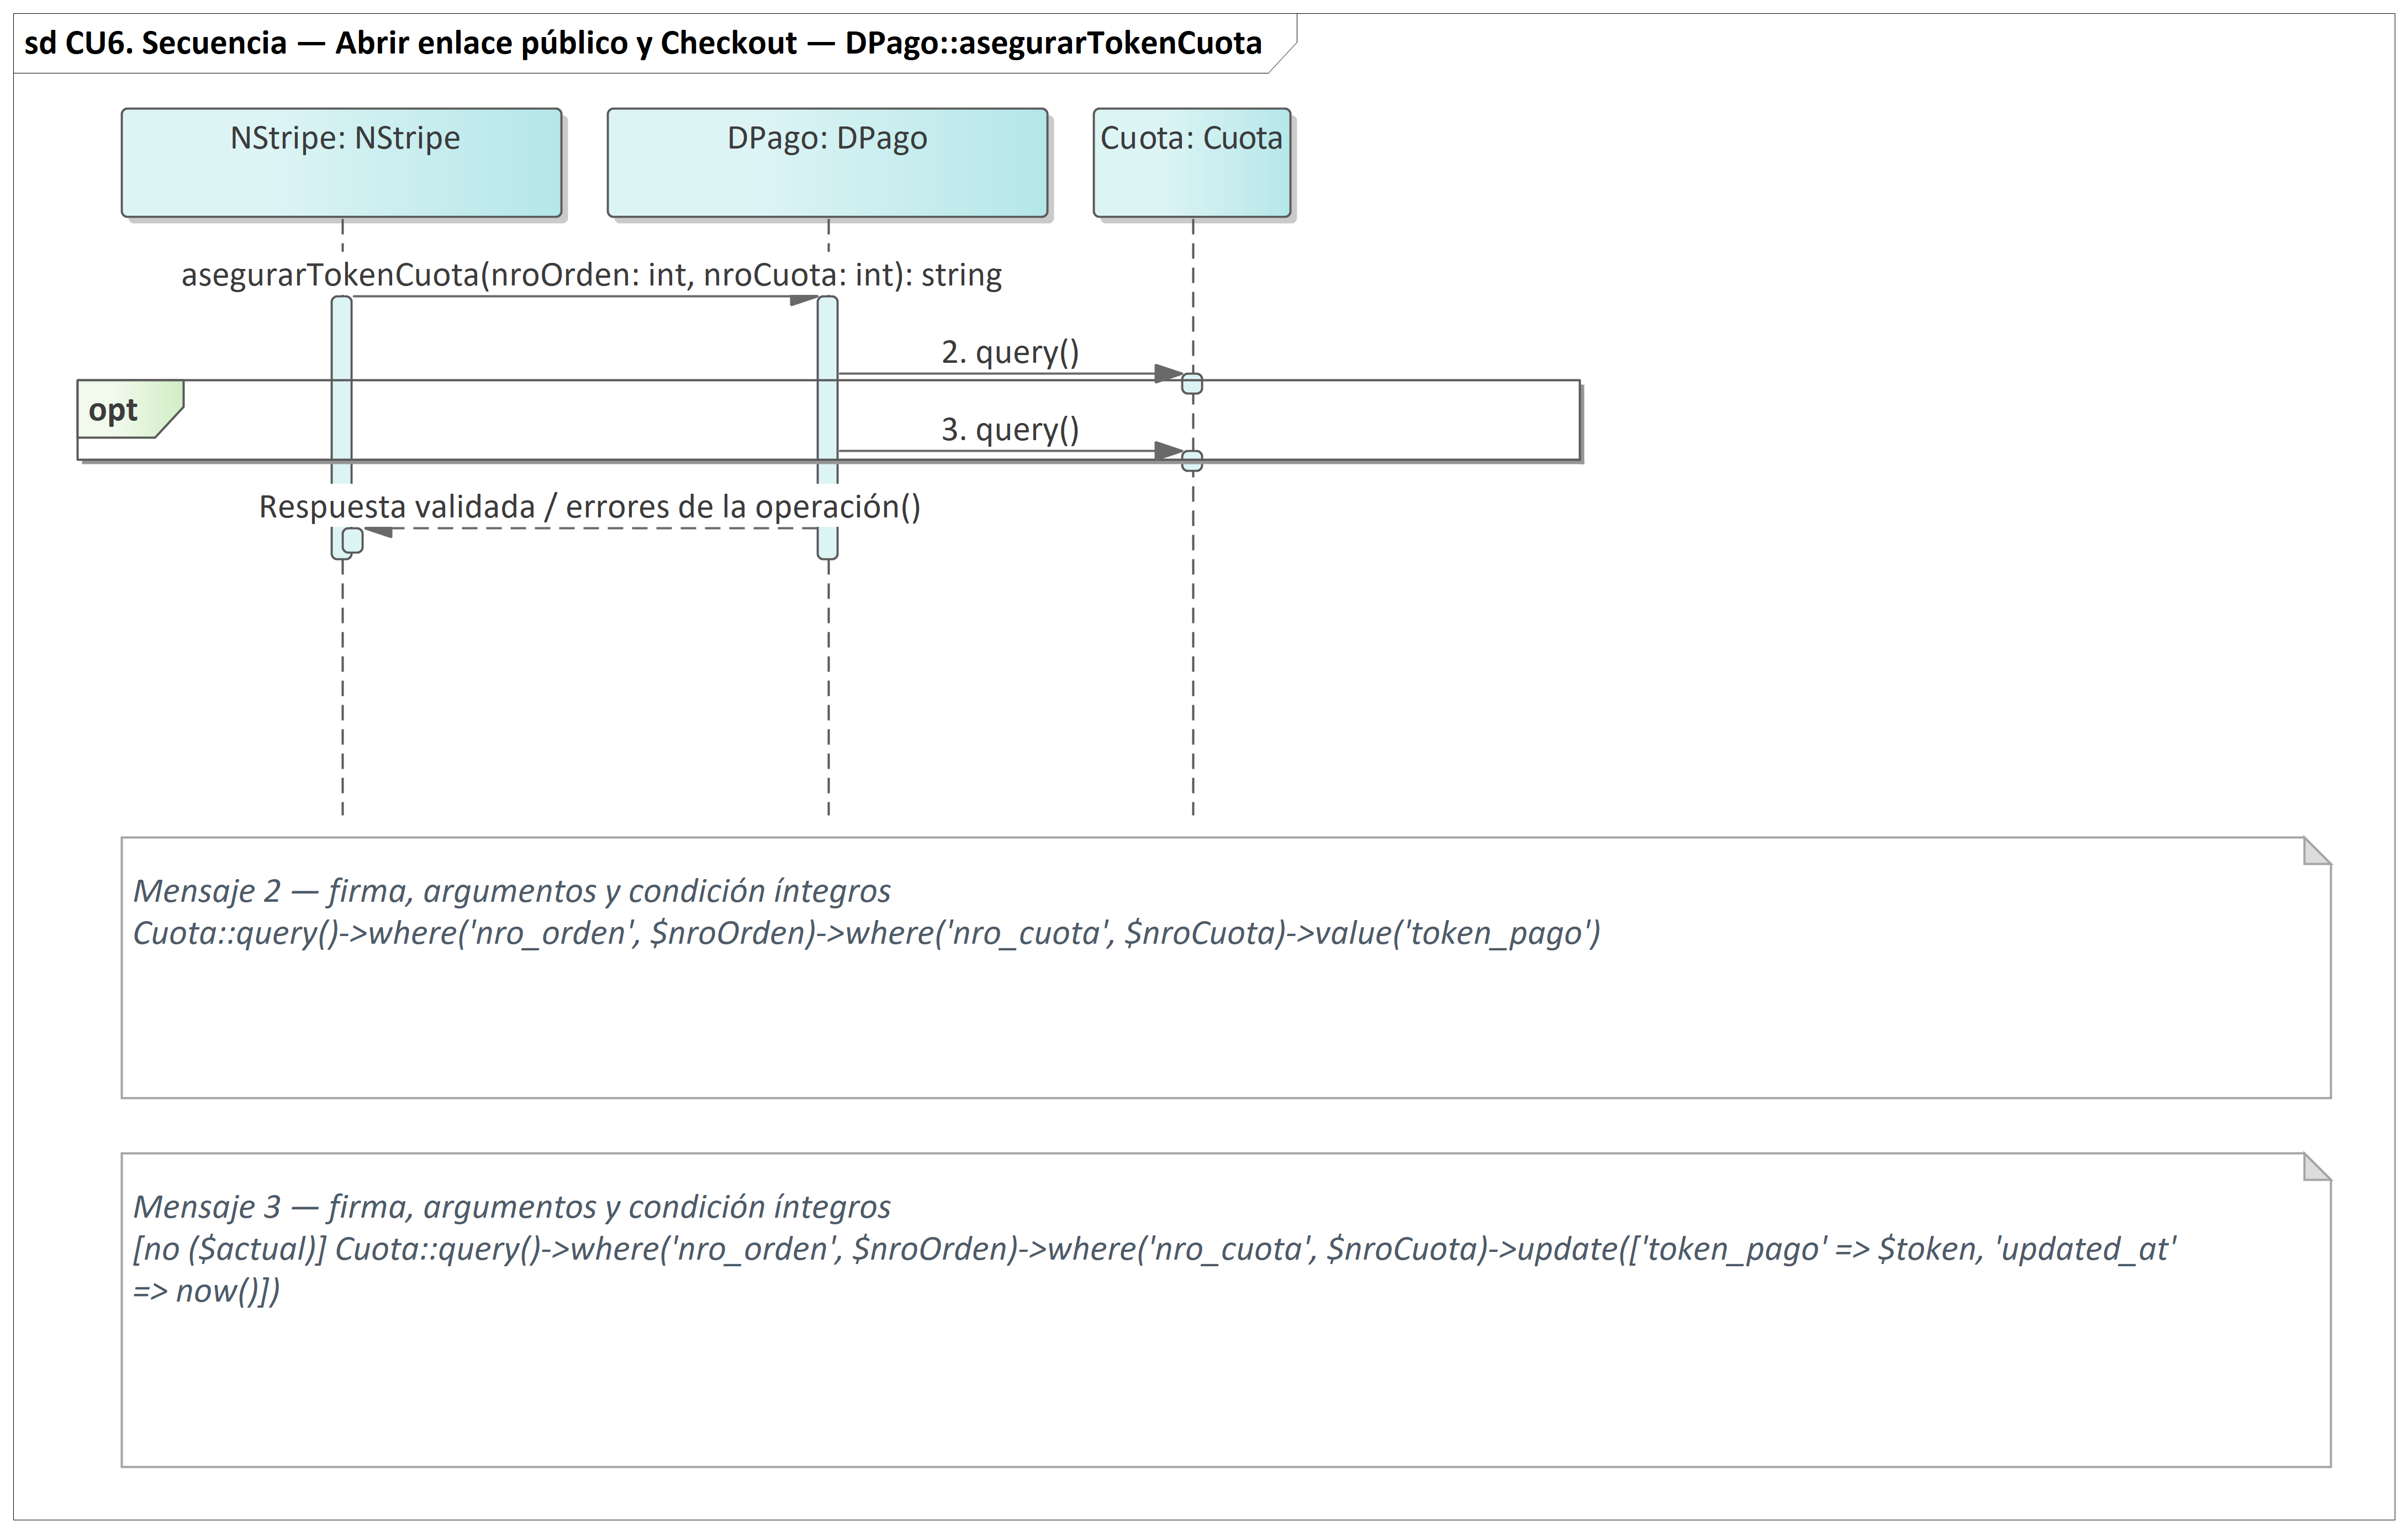 sd CU6. Secuencia — Abrir enlace público y Checkout — DPago::asegurarTokenCuota
NStripe: NStripe
DPago: DPago
Cuota: Cuota
asegurarTokenCuota(nroOrden: int, nroCuota: int): string
2. query()
opt
3. query()
Respuesta validada / errores de la operación()
Mensaje 2 — firma, argumentos y condición íntegros
Cuota::query()->where('nro_orden', $nroOrden)->where('nro_cuota', $nroCuota)->value('token_pago')
Mensaje 3 — firma, argumentos y condición íntegros
[no ($actual)] Cuota::query()->where('nro_orden', $nroOrden)->where('nro_cuota', $nroCuota)->update(['token_pago' => $token, 'updated_at'
=> now()])